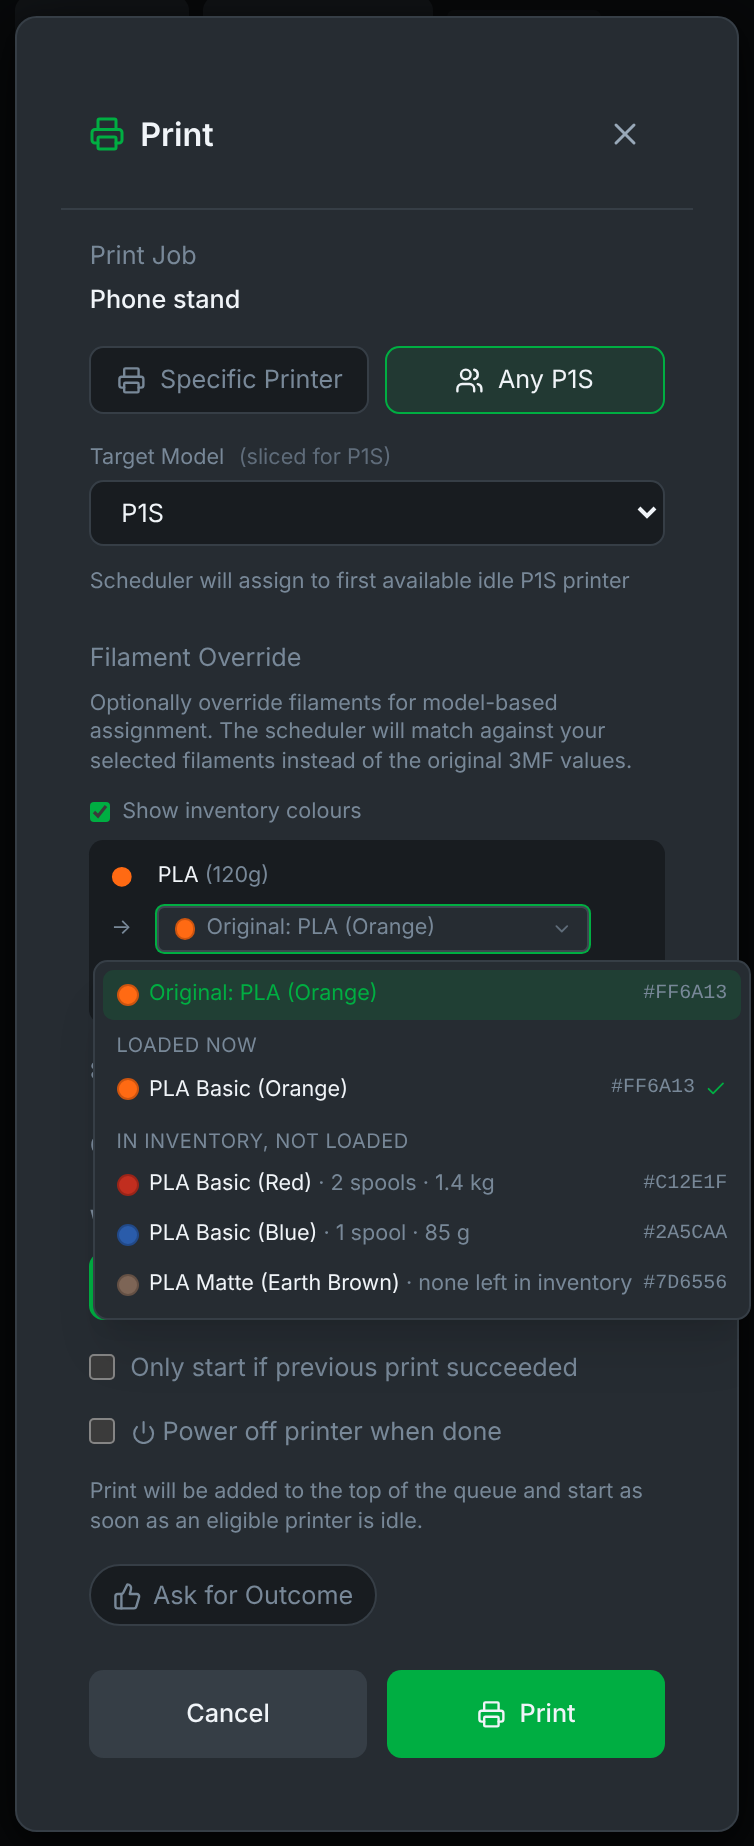 Print
Print Job
Phone stand
Specific Printer
Any P1S
Target Model (sliced for P1S)
P1S
Scheduler will assign to first available idle P1S printer
Filament Override
Optionally override filaments for model-based
assignment. The scheduler will match against your
selected filaments instead of the original 3MF values.
Show inventory colours
PLA (120g)
→ Original: PLA (Orange)
Original: PLA (Orange) #FF6A13
LOADED NOW
PLA Basic (Orange) #FF6A13
IN INVENTORY, NOT LOADED
PLA Basic (Red) · 2 spools · 1.4 kg #C12E1F
PLA Basic (Blue) · 1 spool · 85 g #2A5CAA
PLA Matte (Earth Brown) · none left in inventory #7D6556
Only start if previous print succeeded
Power off printer when done
Print will be added to the top of the queue and start as
soon as an eligible printer is idle.
Ask for Outcome
Cancel
Print